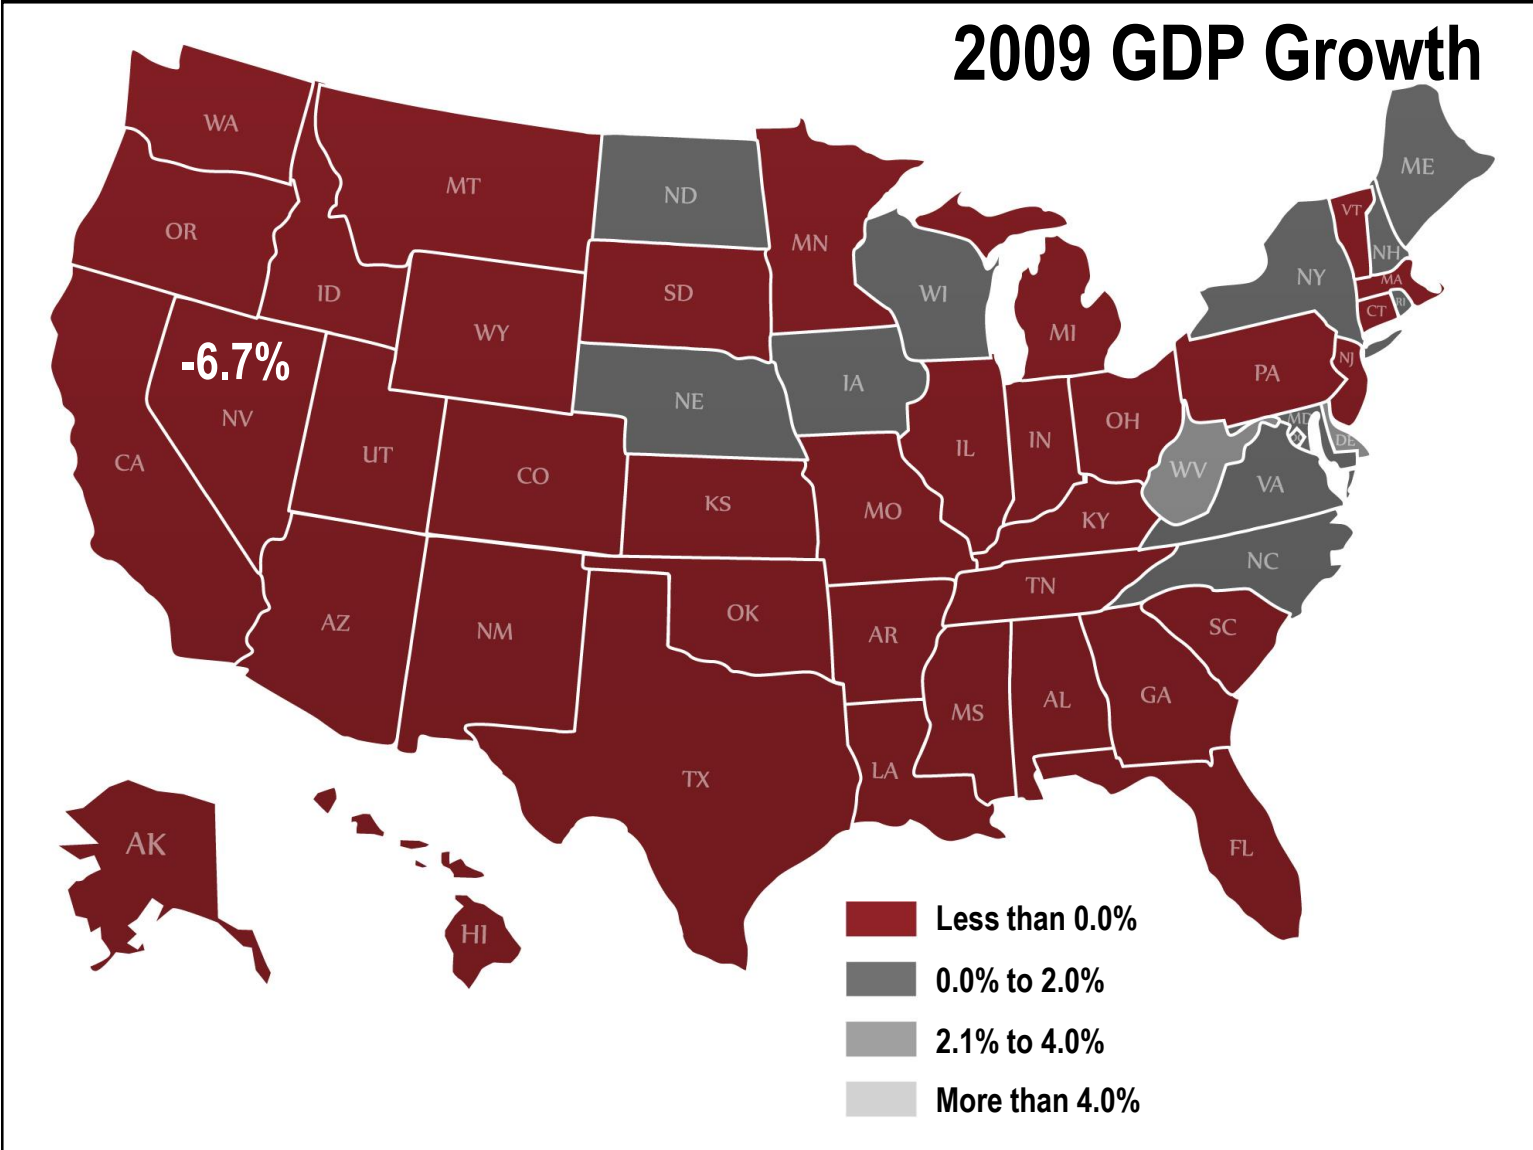 2009 GDP Growth
WA
MT
ND
ME
OR
MN
VT
ID
SD
WI
NH
NY
MA
WY
MI
CT
RI
-6.7%
NV
NE
IA
PA
NJ
CA
UT
CO
IL
IN
OH
MD
DE
WV
VA
KS
MO
KY
NC
AZ
NM
OK
AR
TN
SC
MS
AL
GA
TX
LA
FL
AK
HI
Less than 0.0%
0.0% to 2.0%
2.1% to 4.0%
More than 4.0%